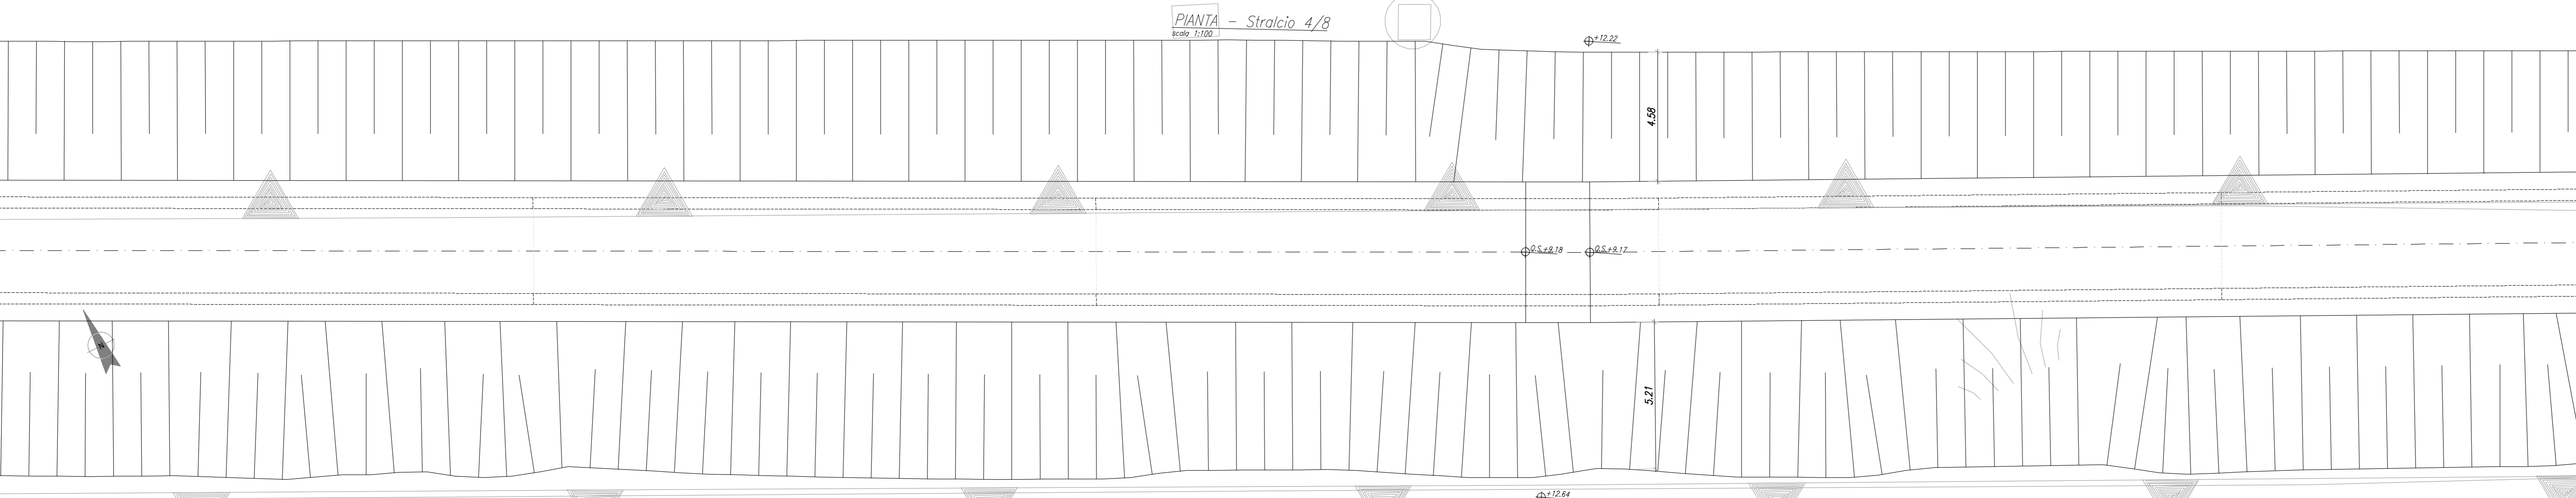 PIANTA - Stralcio 4/8
scala 1:100
+12.22
4.58
Q.S.+9.18
Q.S.+9.17
N
5.21
+12.64